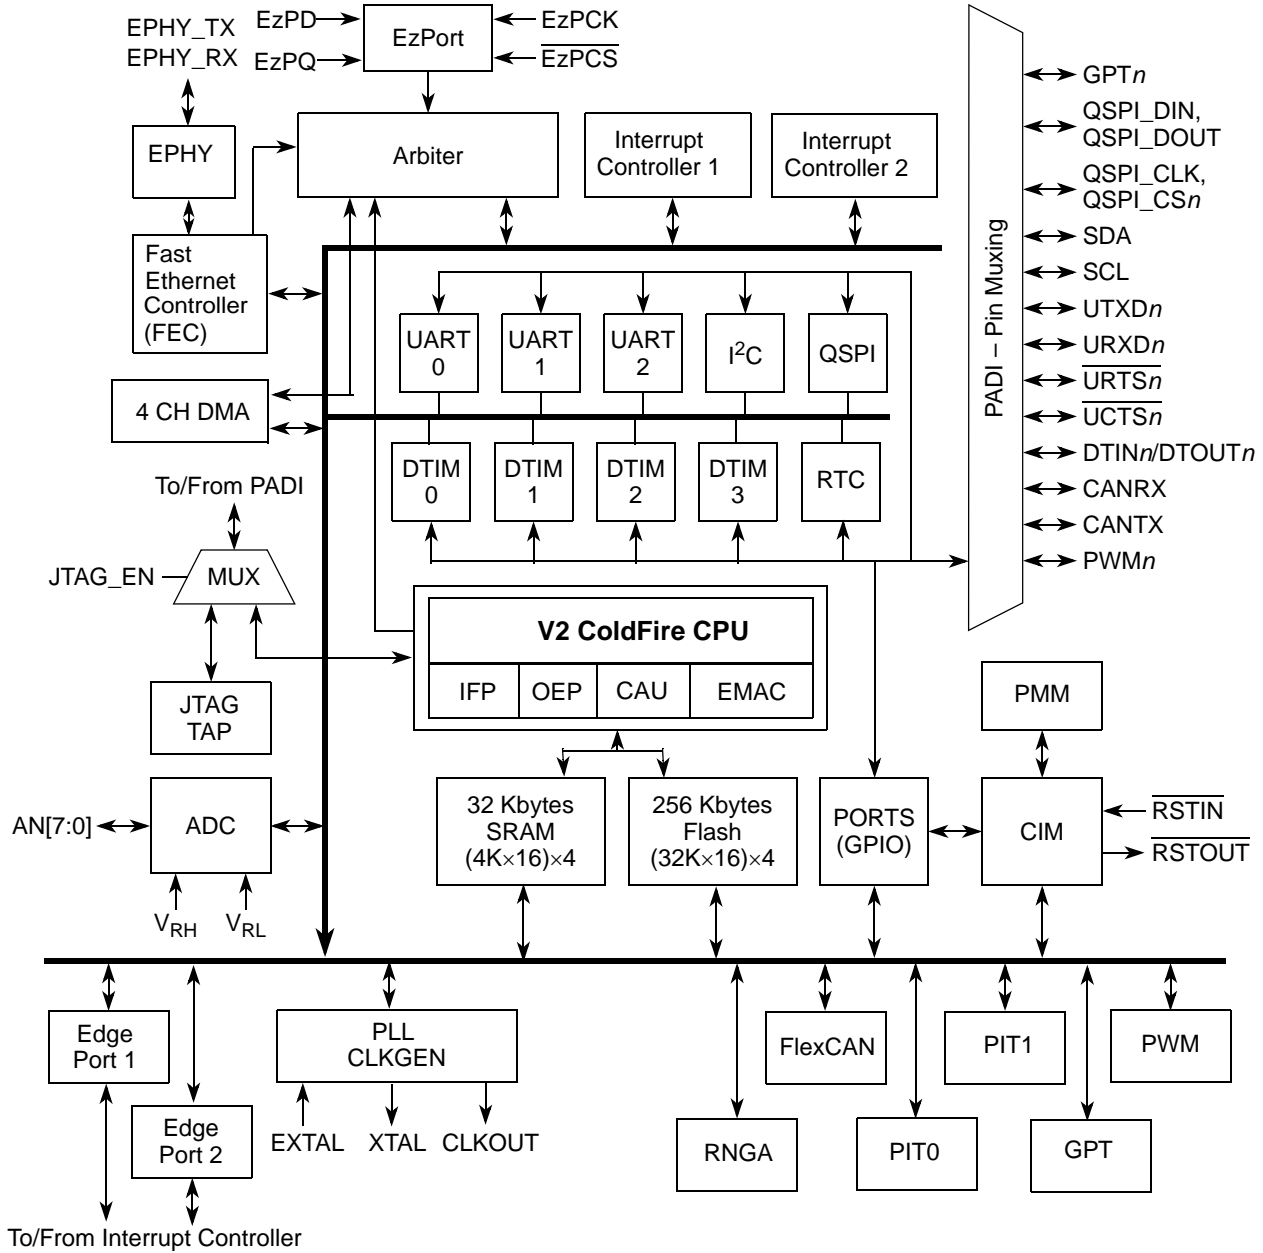 EPHY_TX
EPHY_RX
EzPD
EzPQ
EzPort
EzPCK
EzPCS
EPHY
Arbiter
Interrupt
Controller 1
Interrupt
Controller 2
Fast
Ethernet
Controller
(FEC)
UART
0
UART
1
UART
2
I²C
QSPI
4 CH DMA
DTIM
0
DTIM
1
DTIM
2
DTIM
3
RTC
PADI – Pin Muxing
GPTn
QSPI_DIN,
QSPI_DOUT
QSPI_CLK,
QSPI_CSn
SDA
SCL
UTXDn
URXDn
URTSn
UCTSn
DTINn/DTOUTn
CANRX
CANTX
PWMn
To/From PADI
JTAG_EN
MUX
JTAG
TAP
V2 ColdFire CPU
IFP
OEP
CAU
EMAC
PMM
AN[7:0]
ADC
VRH
VRL
32 Kbytes
SRAM
(4K×16)×4
256 Kbytes
Flash
(32K×16)×4
PORTS
(GPIO)
CIM
RSTIN
RSTOUT
Edge
Port 1
Edge
Port 2
PLL
CLKGEN
EXTAL
XTAL
CLKOUT
FlexCAN
PIT1
PWM
RNGA
PIT0
GPT
To/From Interrupt Controller